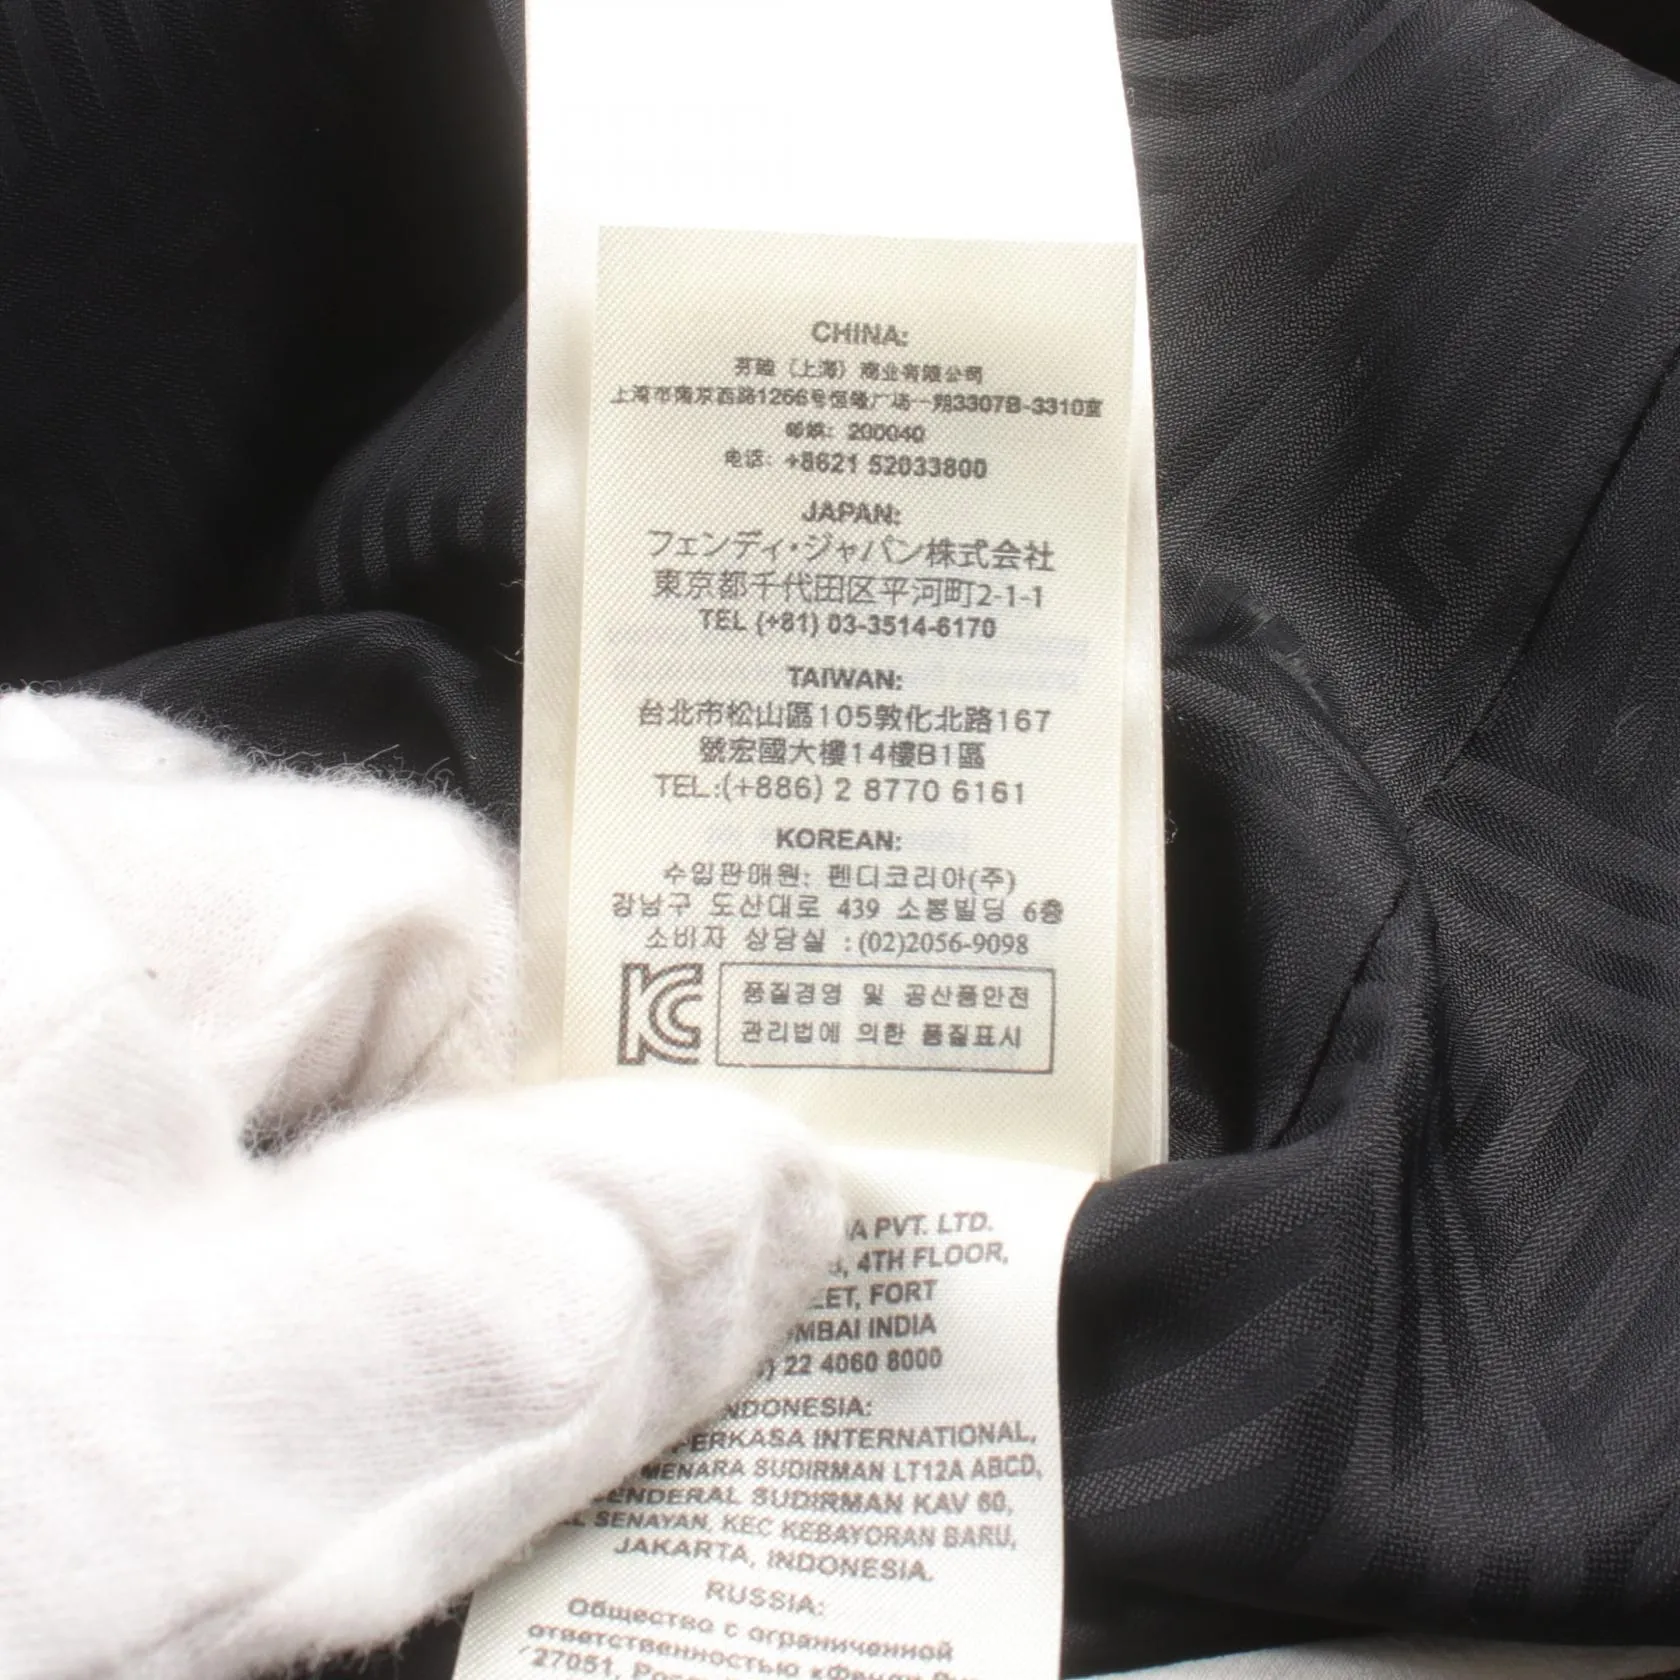 CHINA:
芬迪（上海）商业有限公司
上海市南京西路1266号恒隆广场一期3307B-3310室
邮编: 200040
电话: +8621 52033800
JAPAN:
フェンディ・ジャパン株式会社
東京都千代田区平河町2-1-1
TEL (+81) 03-3514-6170
TAIWAN:
台北市松山區105敦化北路167
號宏國大樓14樓B1區
TEL:(+886) 2 8770 6161
KOREAN:
수입판매원: 펜디코리아(주)
강남구 도산대로 439 소봉빌딩 6층
소비자 상담실 :(02)2056-9098
품질경영 및 공산품안전
관리법에 의한 품질표시
PVT. LTD.
4TH FLOOR,
FORT
INDIA
22 4060 8000
INDONESIA:
PERKASA INTERNATIONAL,
MENARA SUDIRMAN LT12A ABCD,
SUDIRMAN KAV 60,
SENAYAN, KEC KEBAYORAN BARU,
JAKARTA, INDONESIA.
RUSSIA:
Общество с ограниченной
ответственностью «Фенди